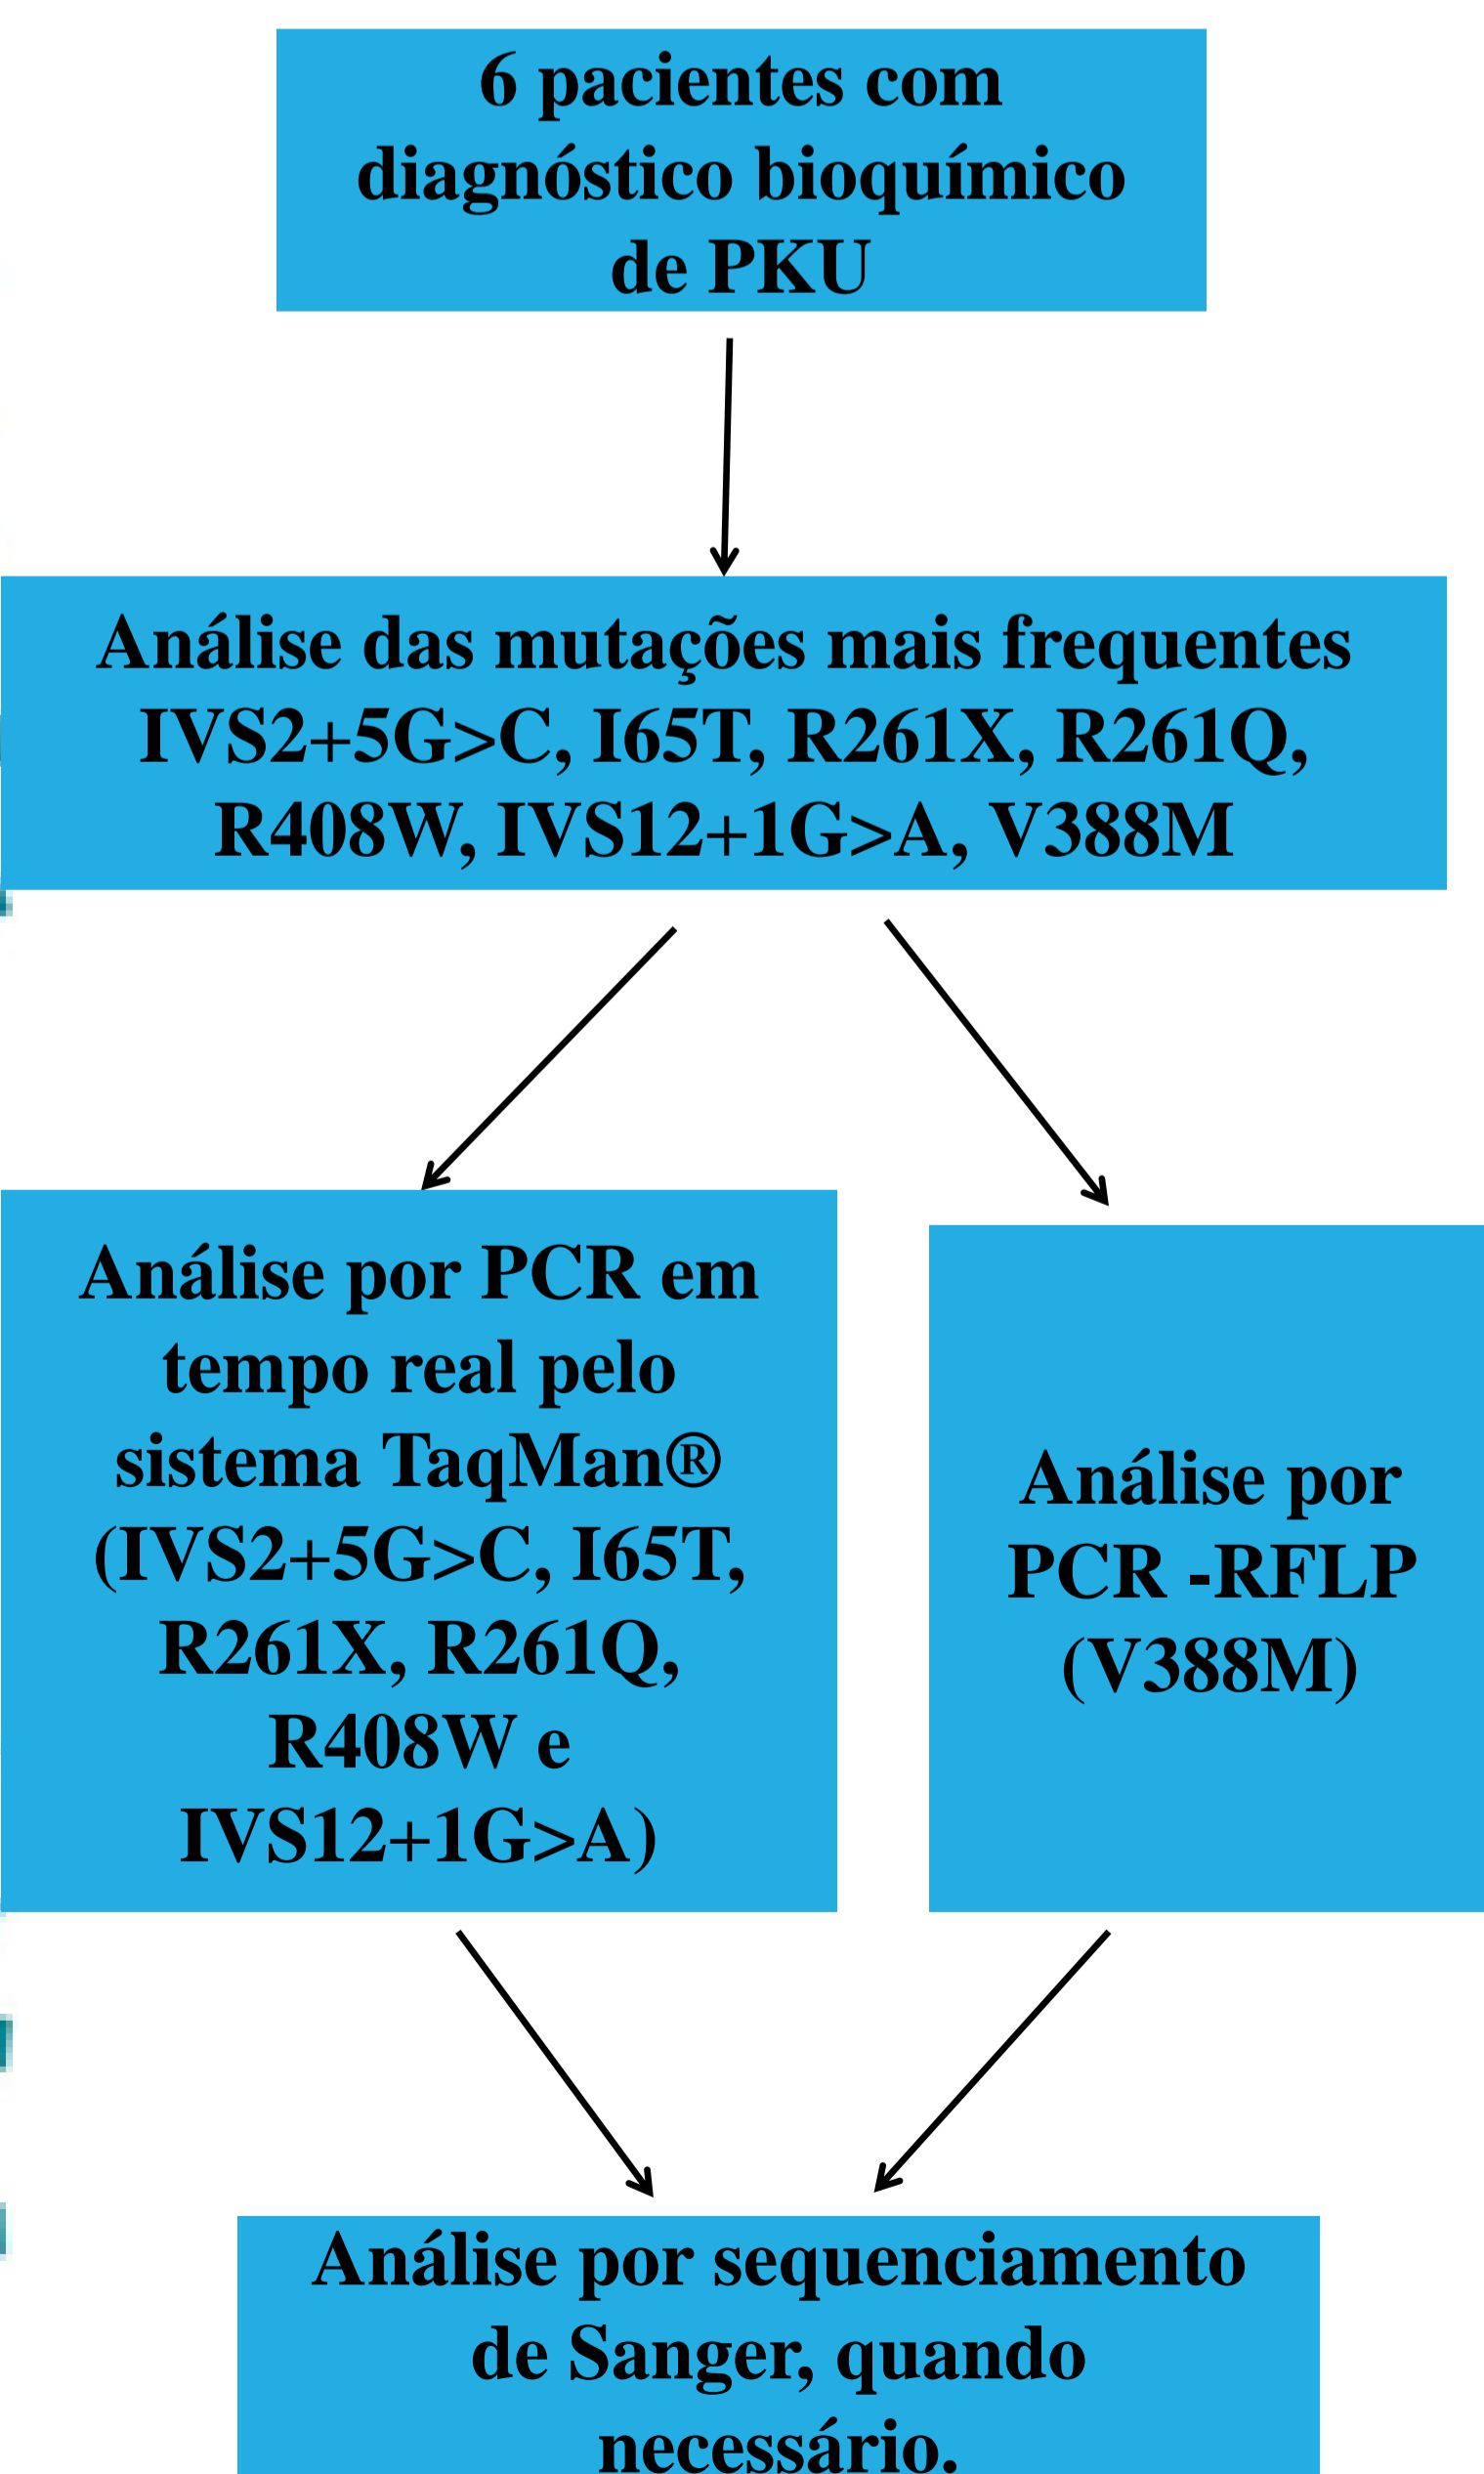 6 pacientes com
diagnóstico bioquímico
de PKU
Análise das mutações mais frequentes
IVS2+5G>C, I65T, R261X, R261Q,
R408W, IVS12+1G>A, V388M
Análise por PCR em
tempo real pelo
sistema TaqMan®
(IVS2+5G>C, I65T,
R261X, R261Q,
R408W e
IVS12+1G>A)
Análise por
PCR -RFLP
(V388M)
Análise por sequenciamento
de Sanger, quando
necessário.